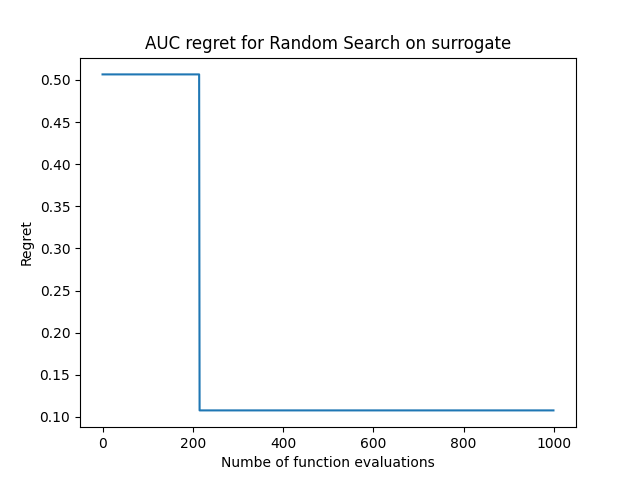 AUC regret for Random Search on surrogate
Regret
0.50
0.45
0.40
0.35
0.30
0.25
0.20
0.15
0.10
0 200 400 600 800 1000
Numbe of function evaluations